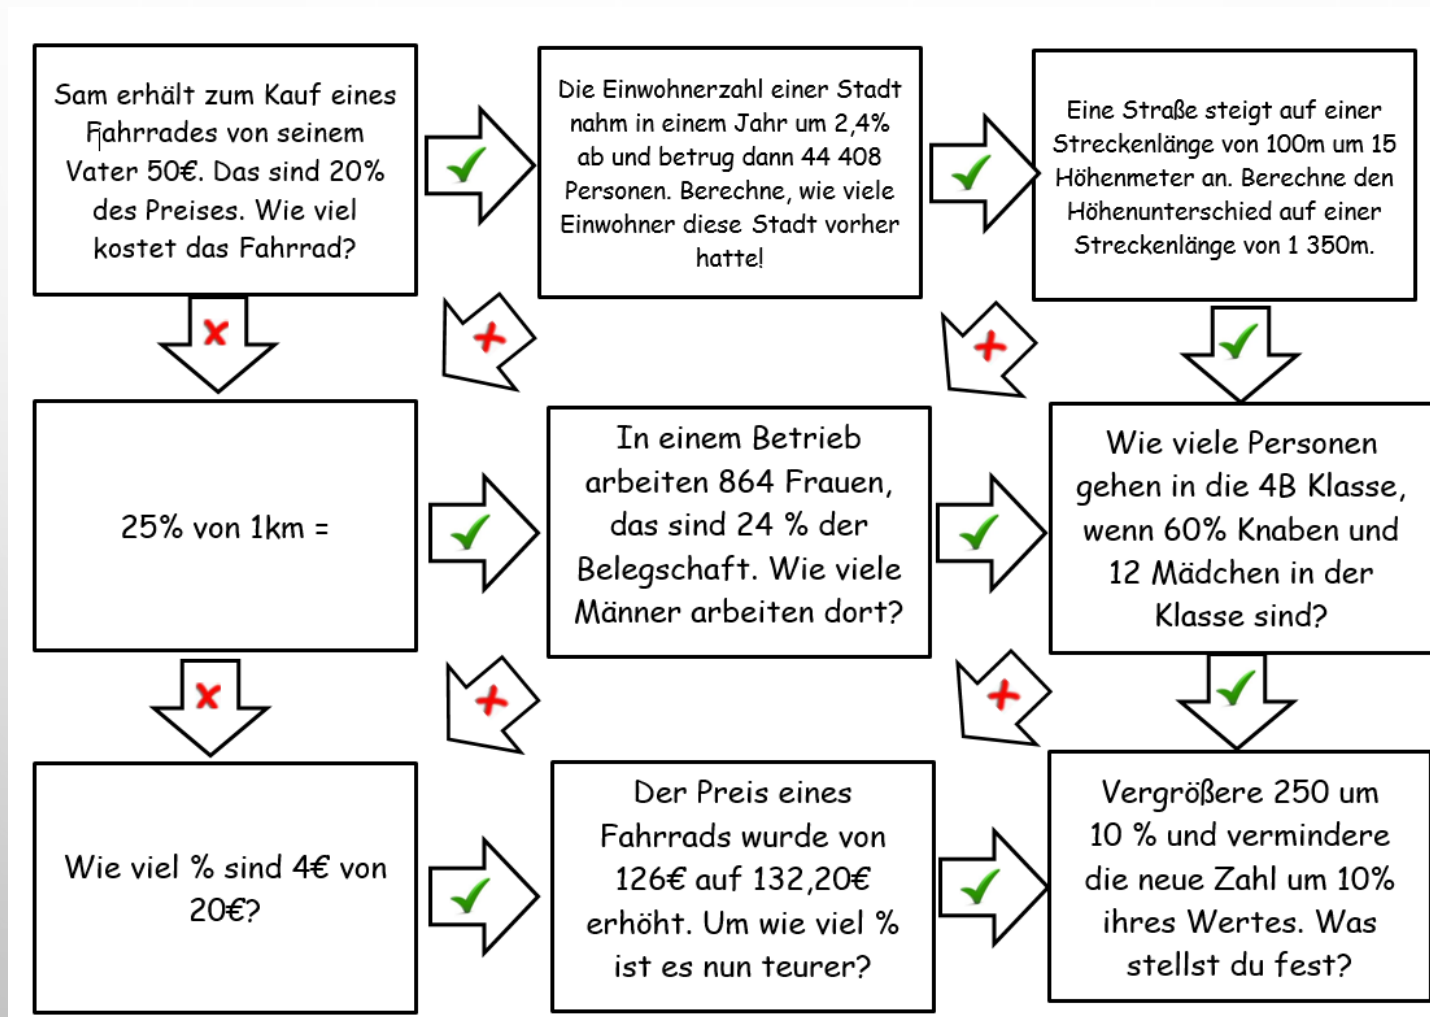 Sam erhält zum Kauf eines
Fahrrades von seinem
Vater 50€. Das sind 20%
des Preises. Wie viel
kostet das Fahrrad?
Die Einwohnerzahl einer Stadt
nahm in einem Jahr um 2,4%
ab und betrug dann 44 408
Personen. Berechne, wie viele
Einwohner diese Stadt vorher
hatte!
Eine Straße steigt auf einer
Streckenlänge von 100m um 15
Höhenmeter an. Berechne den
Höhenunterschied auf einer
Streckenlänge von 1 350m.
25% von 1km =
In einem Betrieb
arbeiten 864 Frauen,
das sind 24 % der
Belegschaft. Wie viele
Männer arbeiten dort?
Wie viele Personen
gehen in die 4B Klasse,
wenn 60% Knaben und
12 Mädchen in der
Klasse sind?
Wie viel % sind 4€ von
20€?
Der Preis eines
Fahrrads wurde von
126€ auf 132,20€
erhöht. Um wie viel %
ist es nun teurer?
Vergrößere 250 um
10 % und vermindere
die neue Zahl um 10%
ihres Wertes. Was
stellst du fest?